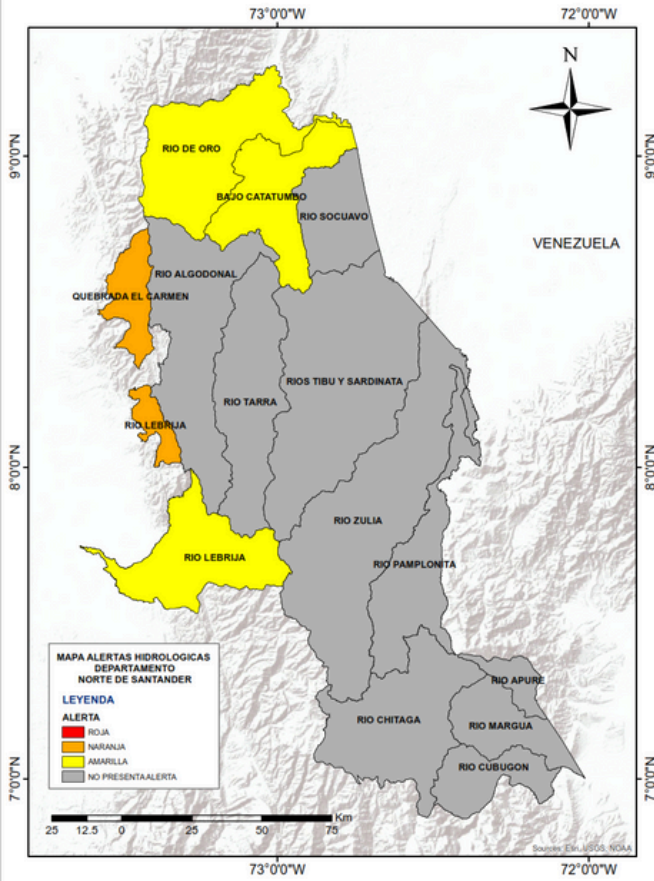 73°0'0"W
72°0'0"W
N
9°0'0"N
9°0'0"N
RIO DE ORO
BAJO CATATUMBO
RIO SOCUAVO
VENEZUELA
RIO ALGODONAL
QUEBRADA EL CARMEN
RIOS TIBU Y SARDINATA
RIO TARRA
RIO LEBRIJA
8°0'0"N
8°0'0"N
RIO ZULIA
RIO LEBRIJA
RIO PAMPLONITA
MAPA ALERTAS HIDROLOGICAS
DEPARTAMENTO
NORTE DE SANTANDER
LEYENDA
ALERTA
ROJA
NARANJA
AMARILLA
NO PRESENTA ALERTA
RIO APURE
RIO CHITAGA
RIO MARGUA
RIO CUBUGON
7°0'0"N
7°0'0"N
Km
25 12.5 0 25 50 75
Sources: Esri, USGS, NOAA
73°0'0"W
72°0'0"W